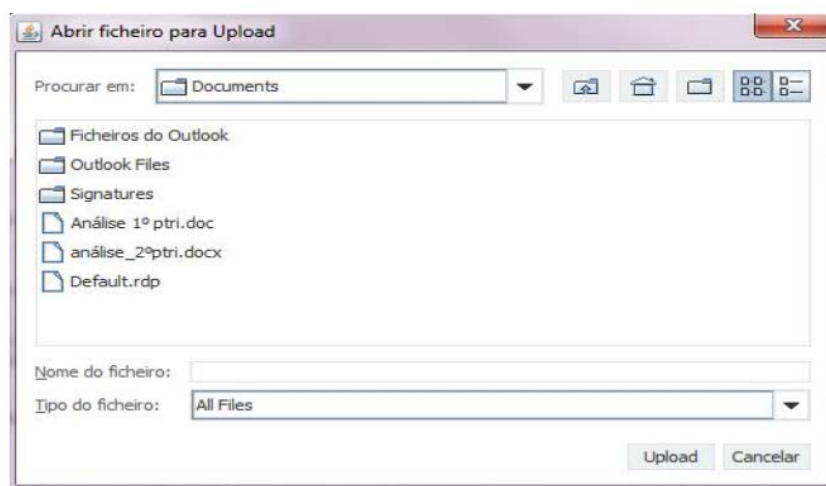 Abrir ficheiro para Upload
Procurar em: Documents
Ficheiros do Outlook
Outlook Files
Signatures
Análise 1º ptri.doc
análise_2ºptri.docx
Default.rdp
Nome do ficheiro:
Tipo do ficheiro: All Files
Upload Cancelar